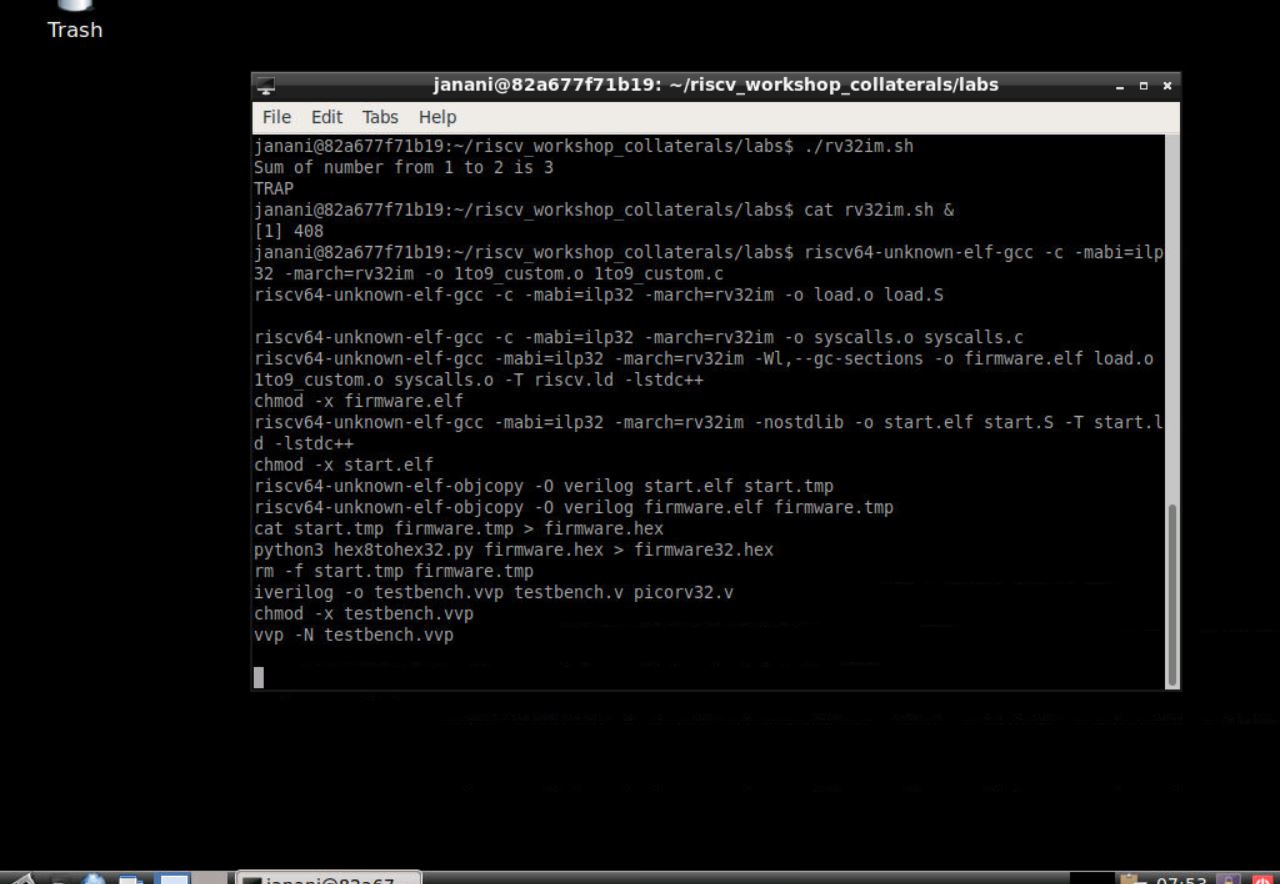 Trash
janani@82a677f71b19: ~/riscv_workshop_collaterals/labs
File Edit Tabs Help
janani@82a677f71b19:~/riscv_workshop_collaterals/labs$ ./rv32im.sh
Sum of number from 1 to 2 is 3
TRAP
janani@82a677f71b19:~/riscv_workshop_collaterals/labs$ cat rv32im.sh &
[1] 408
janani@82a677f71b19:~/riscv_workshop_collaterals/labs$ riscv64-unknown-elf-gcc -c -mabi=ilp
32 -march=rv32im -o 1to9_custom.o 1to9_custom.c
riscv64-unknown-elf-gcc -c -mabi=ilp32 -march=rv32im -o load.o load.S
riscv64-unknown-elf-gcc -c -mabi=ilp32 -march=rv32im -o syscalls.o syscalls.c
riscv64-unknown-elf-gcc -mabi=ilp32 -march=rv32im -Wl,--gc-sections -o firmware.elf load.o
1to9_custom.o syscalls.o -T riscv.ld -lstdc++
chmod -x firmware.elf
riscv64-unknown-elf-gcc -mabi=ilp32 -march=rv32im -nostdlib -o start.elf start.S -T start.l
d -lstdc++
chmod -x start.elf
riscv64-unknown-elf-objcopy -O verilog start.elf start.tmp
riscv64-unknown-elf-objcopy -O verilog firmware.elf firmware.tmp
cat start.tmp firmware.tmp > firmware.hex
python3 hex8tohex32.py firmware.hex > firmware32.hex
rm -f start.tmp firmware.tmp
iverilog -o testbench.vvp testbench.v picorv32.v
chmod -x testbench.vvp
vvp -N testbench.vvp
janani@82a67...
07:53